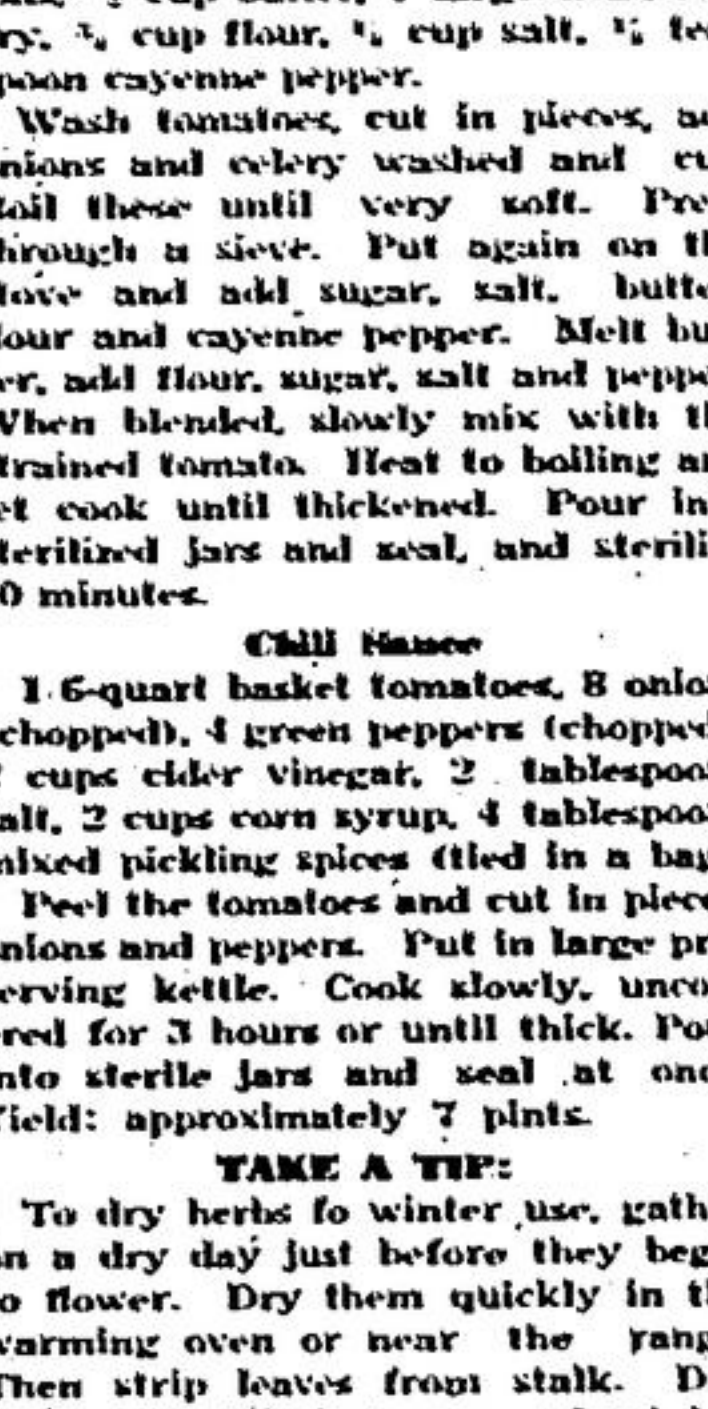 ry, ¾ cup flour, ¼ cup salt, ¼ te
poon cayenne pepper.
Wash tomatoes, cut in pieces, a
nions and celery washed and cu
oil these until very soft. Pre
hrough a sieve. Put again on th
tove and add sugar, salt, butte
lour and cayenne pepper. Melt bu
er, add flour, sugar, salt and peppe
When blended, slowly mix with th
trained tomato. Heat to boiling an
et cook until thickened. Pour in
terilized jars and seal, and sterili
0 minutes.
Chili Sauce
1 6-quart basket tomatoes, 8 onio
chopped), 4 green peppers (chopped
cups cider vinegar, 2 tablespoo
alt, 2 cups corn syrup, 4 tablespoo
mixed pickling spices (tied in a bag
Peel the tomatoes and cut in piece
nions and peppers. Put in large pr
erving kettle. Cook slowly, unco
red for 3 hours or until thick. Pou
nto sterile jars and seal at onc
Yield: approximately 7 pints.
TAKE A TIP:
To dry herbs fo winter use, gath
on a dry day just before they beg
o flower. Dry them quickly in th
warming oven or near the rang
Then strip leaves from stalk. D